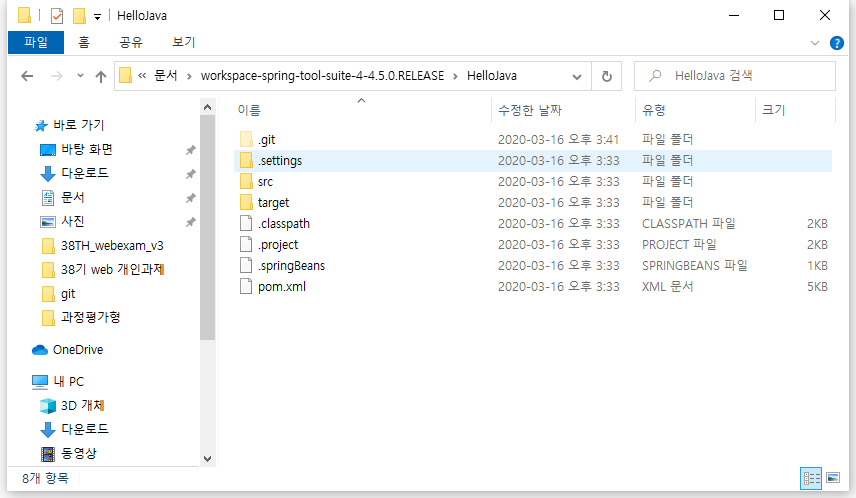 HelloJava
파일 홈 공유 보기
« 문서 › workspace-spring-tool-suite-4-4.5.0.RELEASE › HelloJava HelloJava 검색
이름 수정한 날짜 유형 크기
바로 가기
바탕 화면
다운로드
문서
사진
38TH_webexam_v3
38기 web 개인과제
git
과정평가형
OneDrive
내 PC
3D 개체
다운로드
동영상
.git 2020-03-16 오후 3:41 파일 폴더
.settings 2020-03-16 오후 3:33 파일 폴더
src 2020-03-16 오후 3:33 파일 폴더
target 2020-03-16 오후 3:33 파일 폴더
.classpath 2020-03-16 오후 3:33 CLASSPATH 파일 2KB
.project 2020-03-16 오후 3:33 PROJECT 파일 2KB
.springBeans 2020-03-16 오후 3:33 SPRINGBEANS 파일 1KB
pom.xml 2020-03-16 오후 3:33 XML 문서 5KB
8개 항목